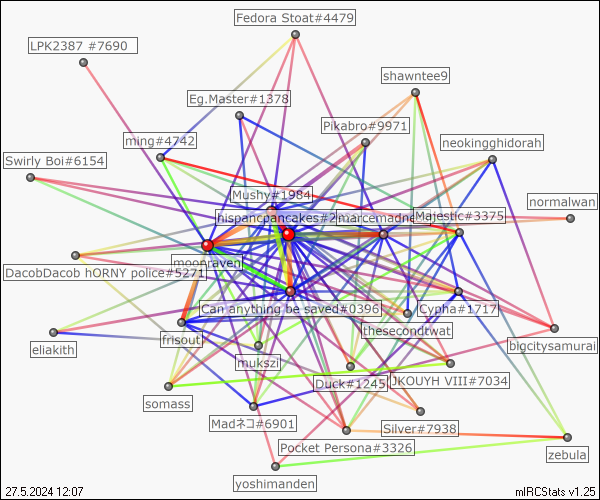 Fedora Stoat#4479
LPK2387 #7690
shawntee9
Eg.Master#1378
Pikabro#9971
ming#4742
neokingghidorah
Swirly Boi#6154
Mushy#1984
normalwan
hispancpancakes#2
marcemadne
Majestic#3375
moonraven
DacobDacob hORNY police#5271
Can anything be saved#0396
Cypha#1717
thesecondtwat
frisout
bigcitysamurai
eliakith
mukszi
Duck#1245
JKOUYH VIII#7034
somass
Madネコ#6901
Silver#7938
Pocket Persona#3326
zebula
yoshimanden
27.5.2024 12:07
mIRCStats v1.25